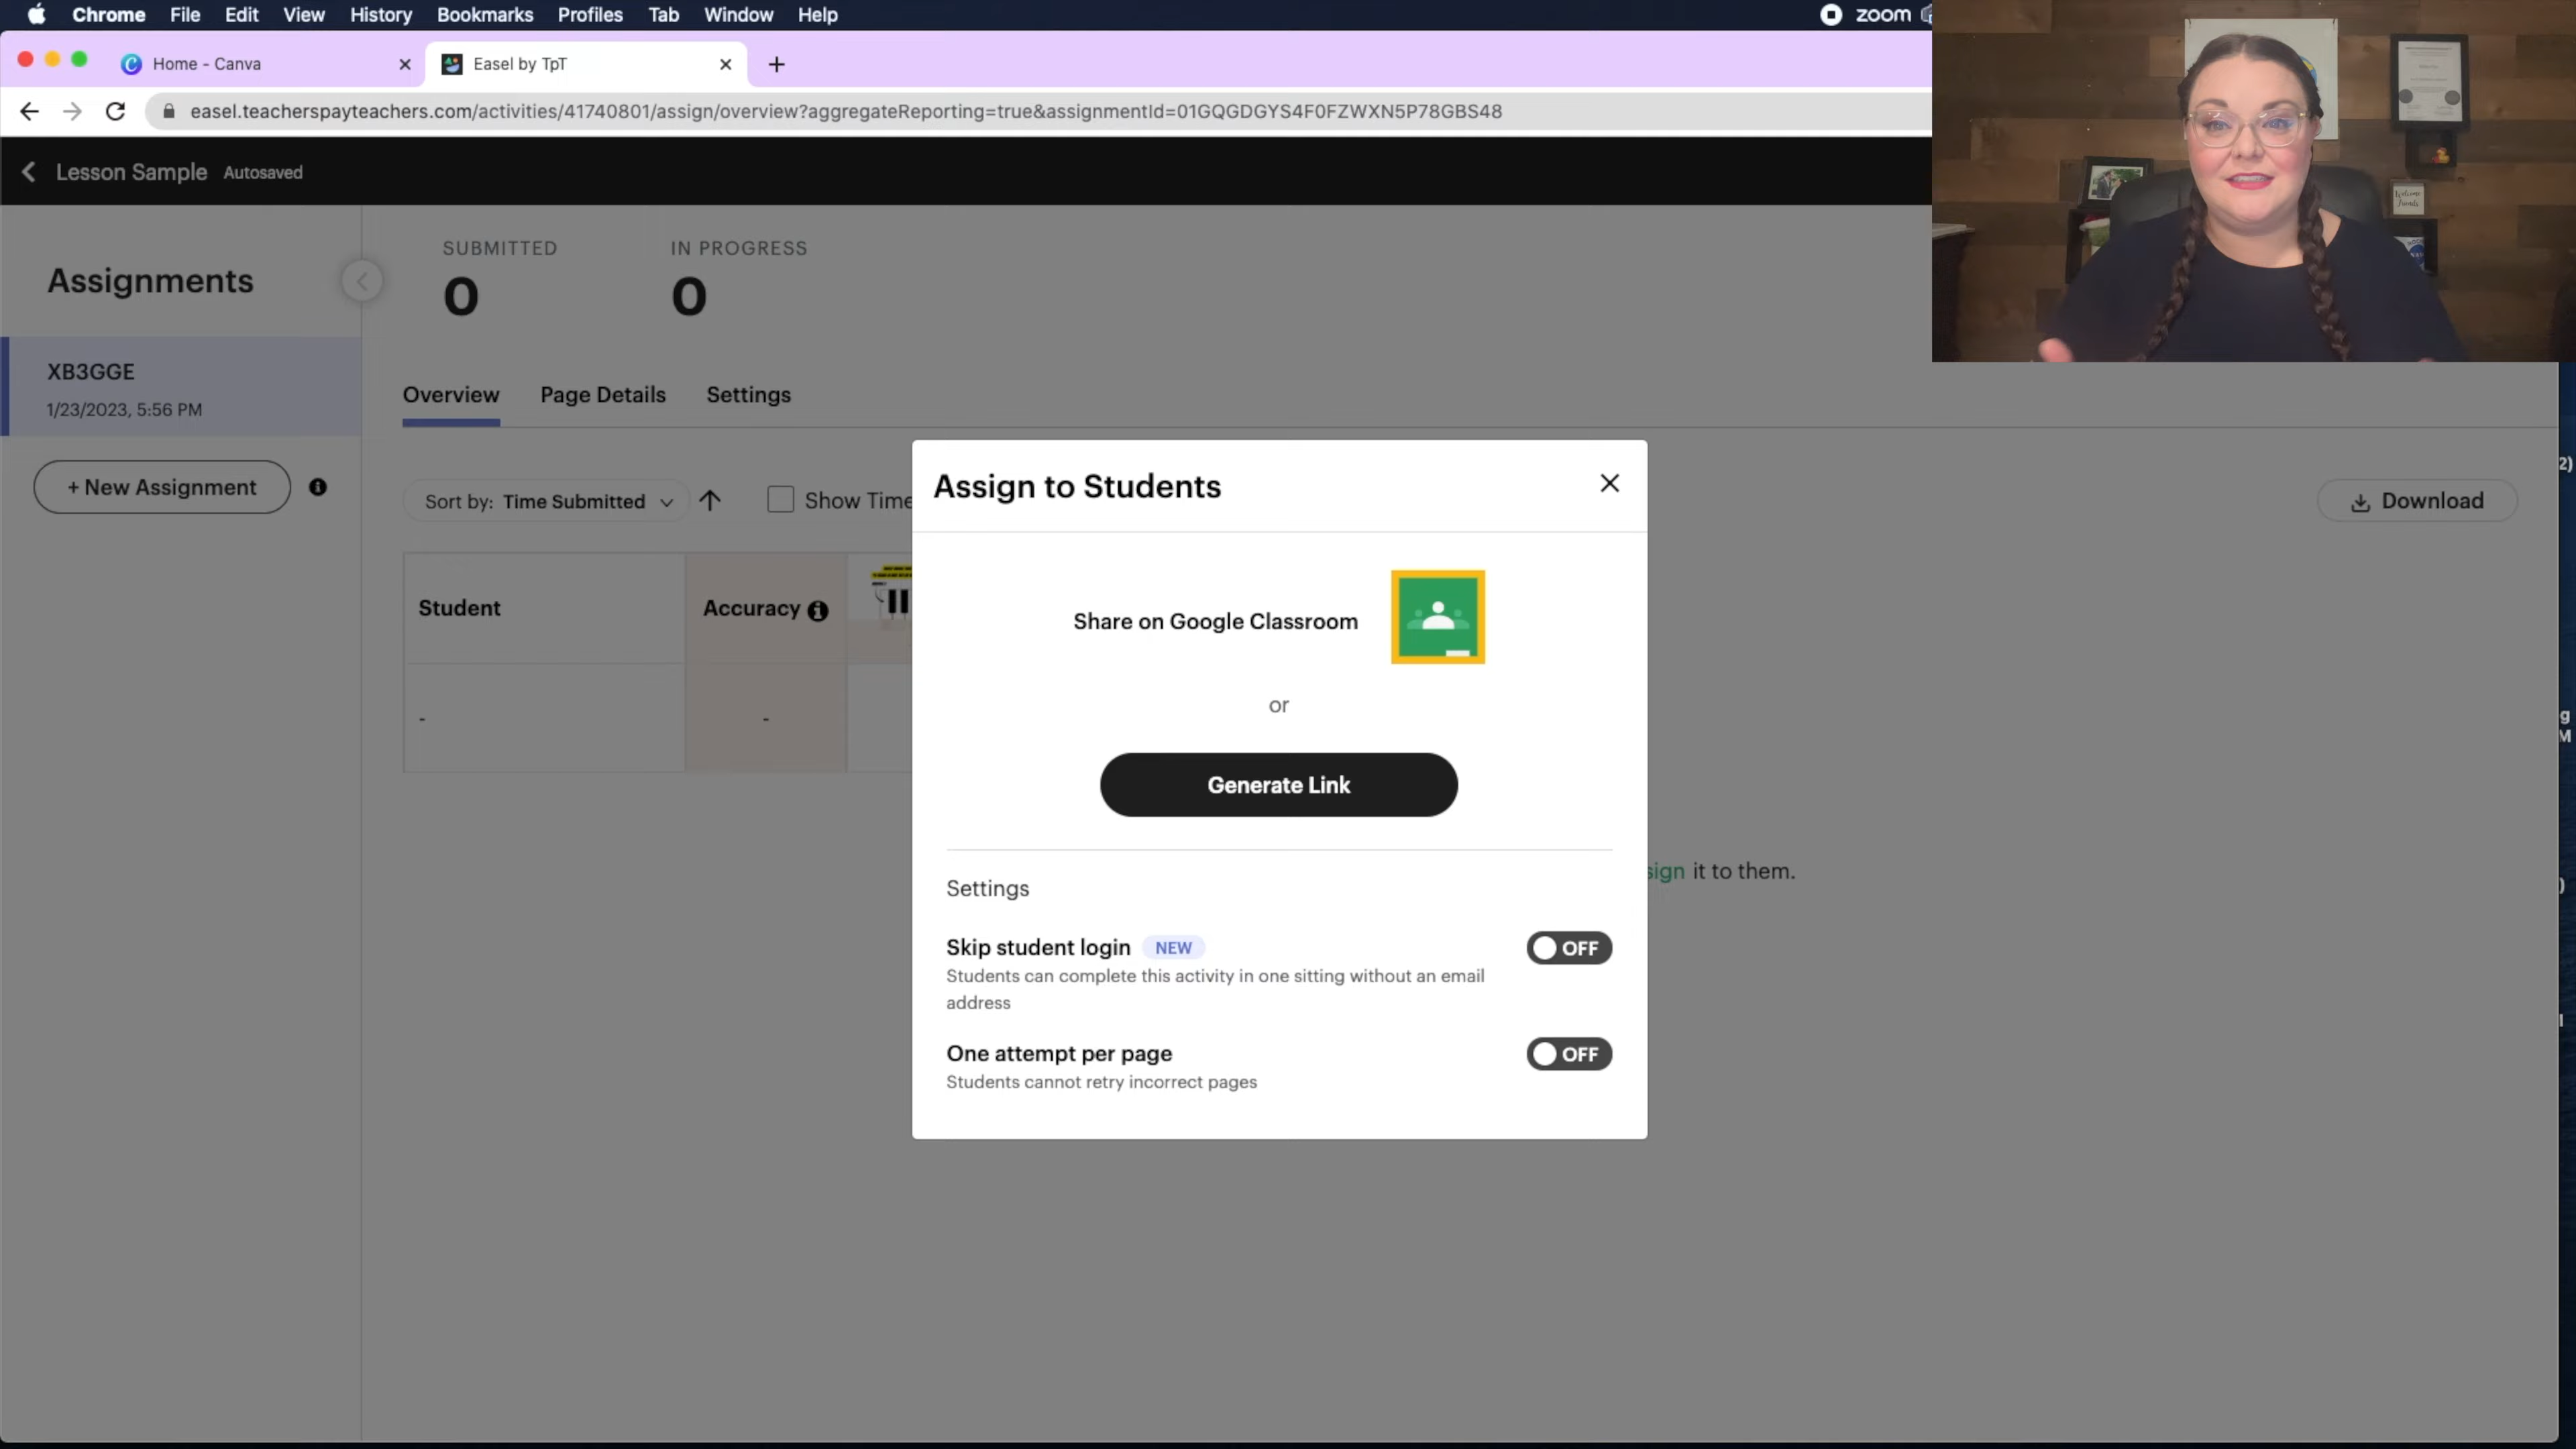 Chrome File Edit View History Bookmarks Profiles Tab Window Help
zoom
Home - Canva
Easel by TpT
easel.teacherspayteachers.com/activities/41740801/assign/overview?aggregateReporting=true&assignmentId=01GQGDGYS4F0FZWXN5P78GBS48
Lesson Sample Autosaved
Assignments
XB3GGE
1/23/2023, 5:56 PM
+ New Assignment
SUBMITTED
0
IN PROGRESS
0
Overview Page Details Settings
Sort by: Time Submitted
Show Time
Download
Student
Accuracy
-
-
Assign to Students
Share on Google Classroom
or
Generate Link
Settings
Skip student login NEW
OFF
Students can complete this activity in one sitting without an email
address
One attempt per page
OFF
Students cannot retry incorrect pages
it to them.